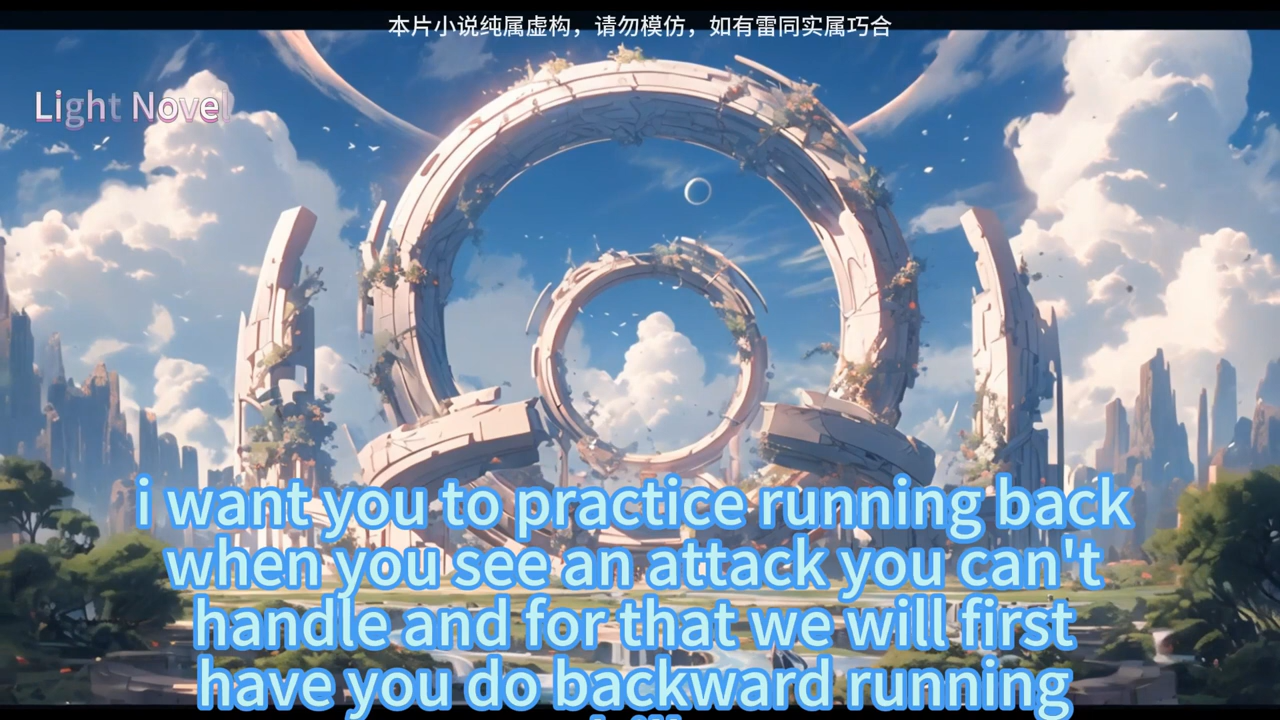 本片小说纯属虚构，请勿模仿，如有雷同实属巧合
Light Novel
i want you to practice running back
when you see an attack you can't
handle and for that we will first
have you do backward running